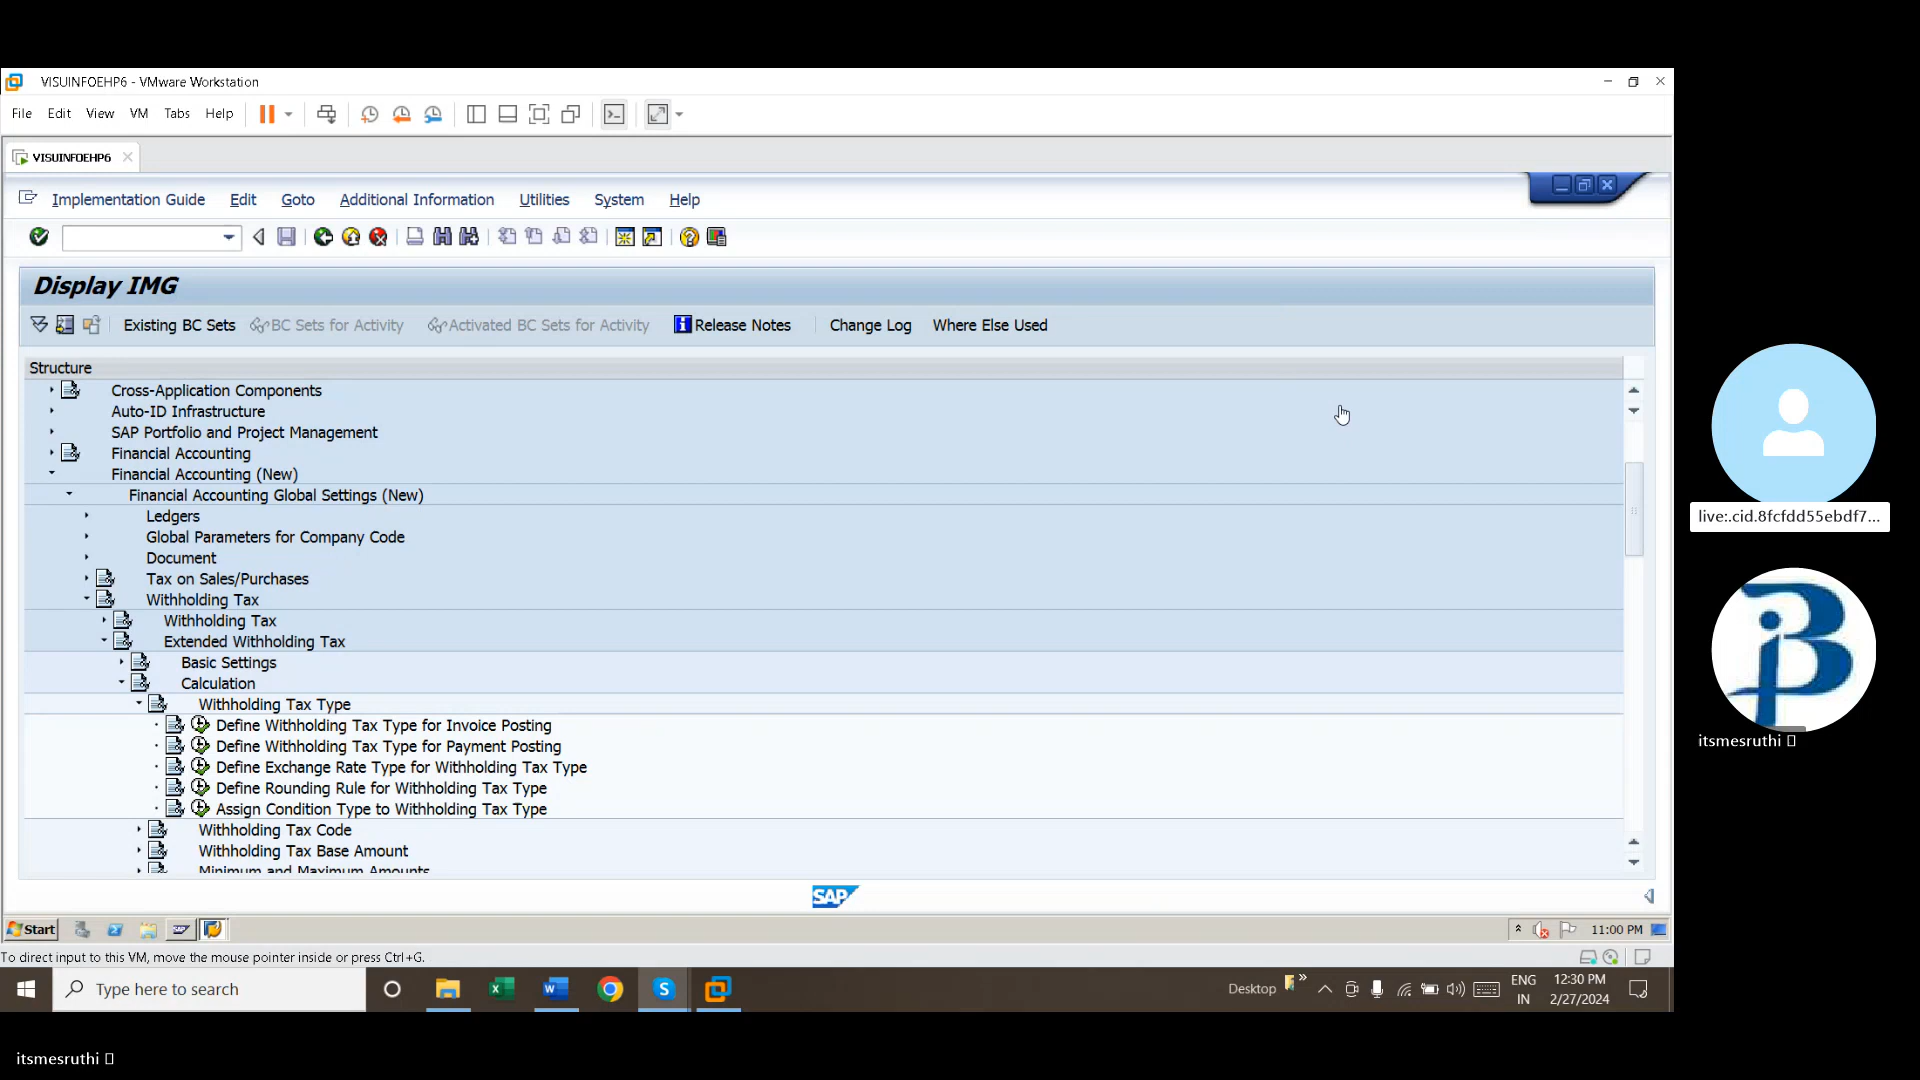 VISUINFOEHP6 - VMware Workstation
File Edit View VM Tabs Help
VISUINFOEHP6
Implementation Guide Edit Goto Additional Information Utilities System Help
Display IMG
Existing BC Sets BC Sets for Activity Activated BC Sets for Activity Release Notes Change Log Where Else Used
Structure
Cross-Application Components
Auto-ID Infrastructure
SAP Portfolio and Project Management
Financial Accounting
Financial Accounting (New)
Financial Accounting Global Settings (New)
Ledgers
Global Parameters for Company Code
Document
Tax on Sales/Purchases
Withholding Tax
Withholding Tax
Extended Withholding Tax
Basic Settings
Calculation
Withholding Tax Type
Define Withholding Tax Type for Invoice Posting
Define Withholding Tax Type for Payment Posting
Define Exchange Rate Type for Withholding Tax Type
Define Rounding Rule for Withholding Tax Type
Assign Condition Type to Withholding Tax Type
Withholding Tax Code
Withholding Tax Base Amount
Minimum and Maximum Amounts
SAP
Start
11:00 PM
To direct input to this VM, move the mouse pointer inside or press Ctrl+G.
Type here to search
Desktop
ENG
IN
12:30 PM
2/27/2024
live:.cid.8fcfdd55ebdf7...
itsmesruthi
itsmesruthi